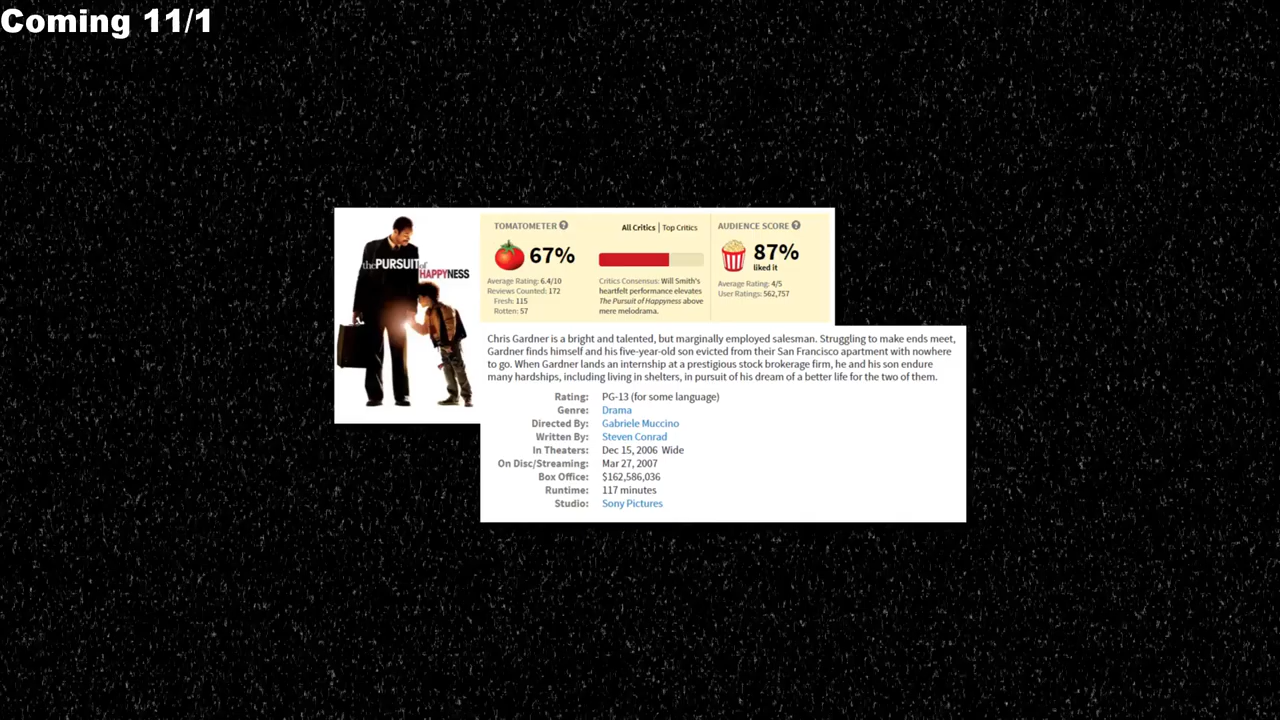 Coming 11/1
the PURSUIT of
HAPPYNESS
TOMATOMETER ?
All Critics | Top Critics
67%
Average Rating: 6.4/10
Reviews Counted: 172
Fresh: 115
Rotten: 57
Critics Consensus: Will Smith's
heartfelt performance elevates
The Pursuit of Happyness above
mere melodrama.
AUDIENCE SCORE ?
87%
liked it
Average Rating: 4/5
User Ratings: 562,757
Chris Gardner is a bright and talented, but marginally employed salesman. Struggling to make ends meet,
Gardner finds himself and his five-year-old son evicted from their San Francisco apartment with nowhere
to go. When Gardner lands an internship at a prestigious stock brokerage firm, he and his son endure
many hardships, including living in shelters, in pursuit of his dream of a better life for the two of them.
Rating: PG-13 (for some language)
Genre: Drama
Directed By: Gabriele Muccino
Written By: Steven Conrad
In Theaters: Dec 15, 2006 Wide
On Disc/Streaming: Mar 27, 2007
Box Office: $162,586,036
Runtime: 117 minutes
Studio: Sony Pictures